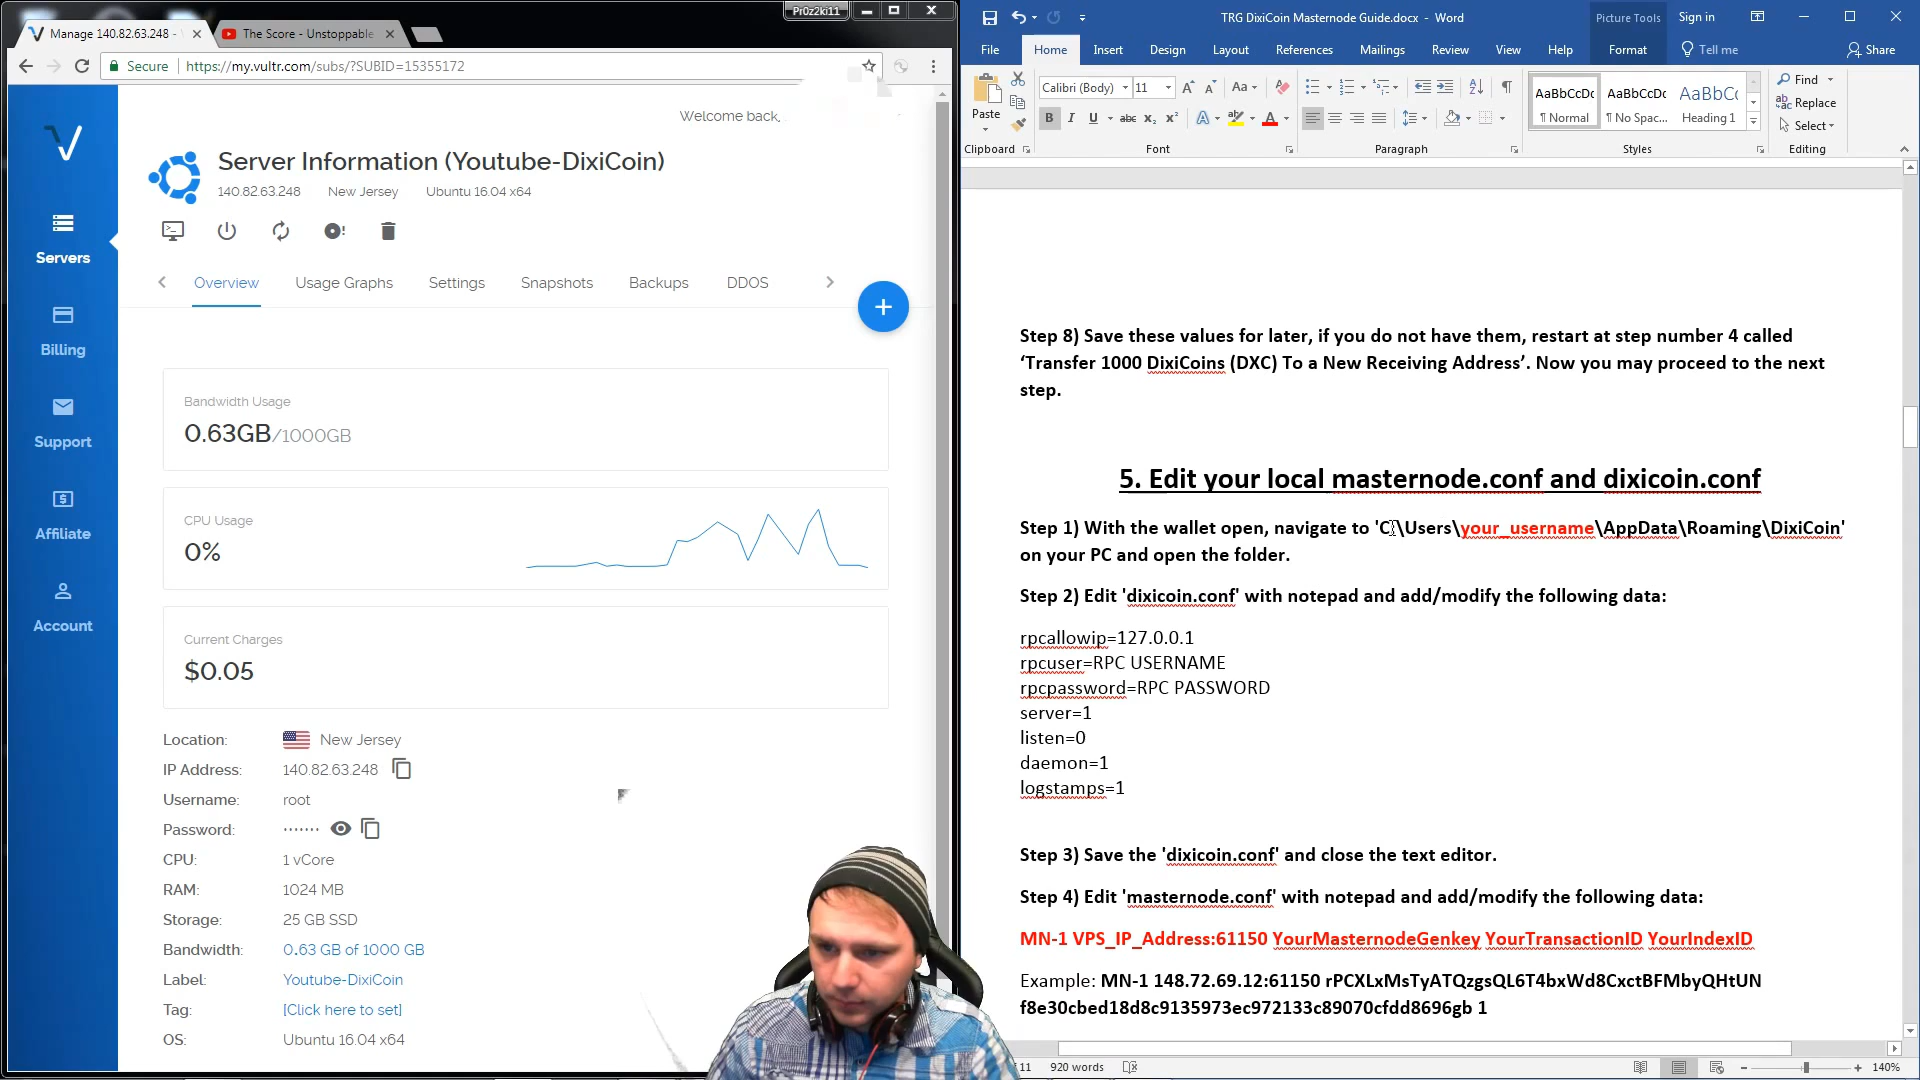 Pr0z2ki11
Manage 140.82.63.248 -
The Score - Unstoppable
Secure
https://my.vultr.com/subs/?SUBID=15355172
Welcome back,
Servers
Billing
Support
Affiliate
Account
Server Information (Youtube-DixiCoin)
140.82.63.248 New Jersey Ubuntu 16.04 x64
Overview Usage Graphs Settings Snapshots Backups DDOS
Bandwidth Usage
0.63GB/1000GB
CPU Usage
0%
Current Charges
$0.05
Location: New Jersey
IP Address: 140.82.63.248
Username: root
Password: ·······
CPU: 1 vCore
RAM: 1024 MB
Storage: 25 GB SSD
Bandwidth: 0.63 GB of 1000 GB
Label: Youtube-DixiCoin
Tag: [Click here to set]
OS: Ubuntu 16.04 x64
TRG DixiCoin Masternode Guide.docx - Word
Picture Tools
Sign in
File Home Insert Design Layout References Mailings Review View Help Format Tell me Share
Paste
Calibri (Body) 11
Aa
B I U abc x₂ x² A A
AaBbCcDc AaBbCcDc AaBbC
¶ Normal ¶ No Spac... Heading 1
Find
Replace
Select
Clipboard Font Paragraph Styles Editing
Step 8) Save these values for later, if you do not have them, restart at step number 4 called
‘Transfer 1000 DixiCoins (DXC) To a New Receiving Address’. Now you may proceed to the next
step.
5. Edit your local masternode.conf and dixicoin.conf
Step 1) With the wallet open, navigate to 'C:\Users\your_username\AppData\Roaming\DixiCoin'
on your PC and open the folder.
Step 2) Edit 'dixicoin.conf' with notepad and add/modify the following data:
rpcallowip=127.0.0.1
rpcuser=RPC USERNAME
rpcpassword=RPC PASSWORD
server=1
listen=0
daemon=1
logstamps=1
Step 3) Save the 'dixicoin.conf' and close the text editor.
Step 4) Edit 'masternode.conf' with notepad and add/modify the following data:
MN-1 VPS_IP_Address:61150 YourMasternodeGenkey YourTransactionID YourIndexID
Example: MN-1 148.72.69.12:61150 rPCXLxMsTyATQzgsQL6T4bxWd8CxctBFMbyQHtUN
f8e30cbed18d8c9135973ec972133c89070cfdd8696gb 1
11 920 words
140%